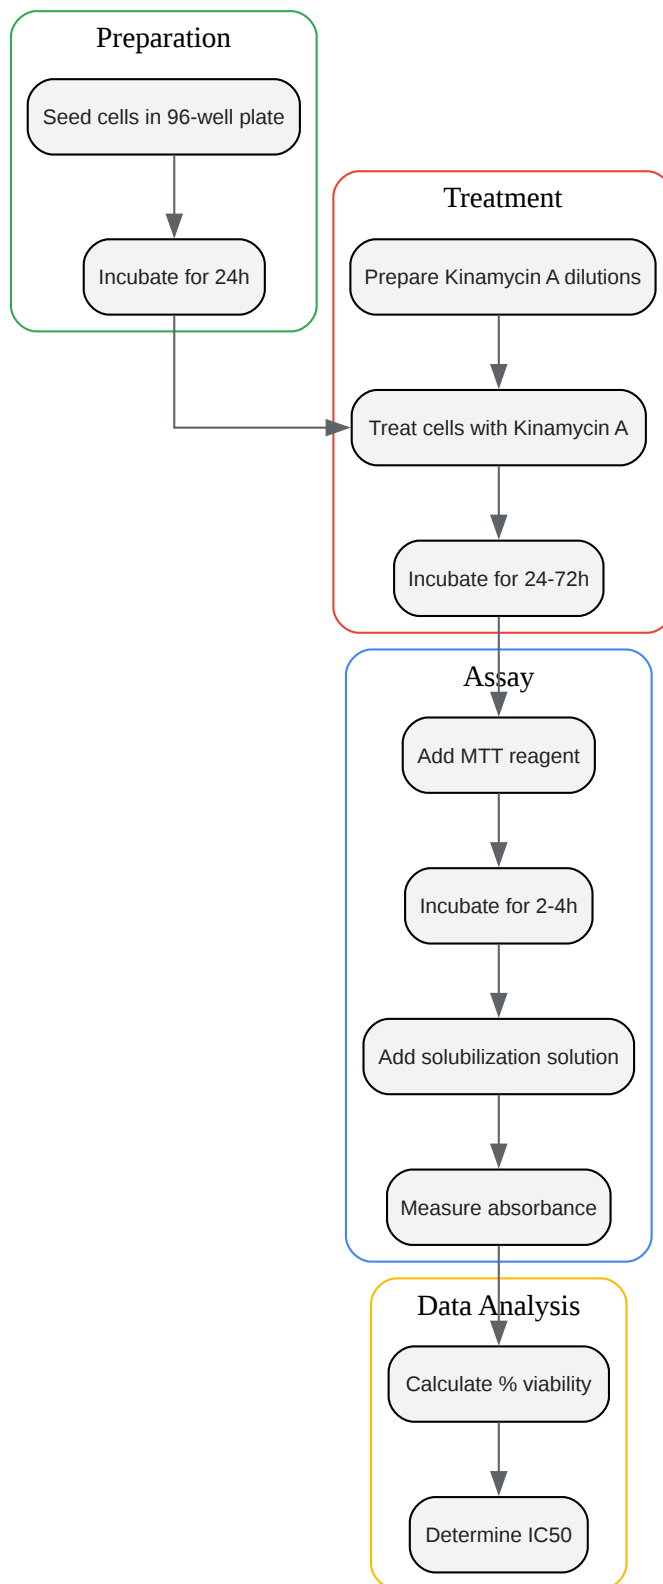 Preparation
Seed cells in 96-well plate
Incubate for 24h
Treatment
Prepare Kinamycin A dilutions
Treat cells with Kinamycin A
Incubate for 24-72h
Assay
Add MTT reagent
Incubate for 2-4h
Add solubilization solution
Measure absorbance
Data Analysis
Calculate % viability
Determine IC50